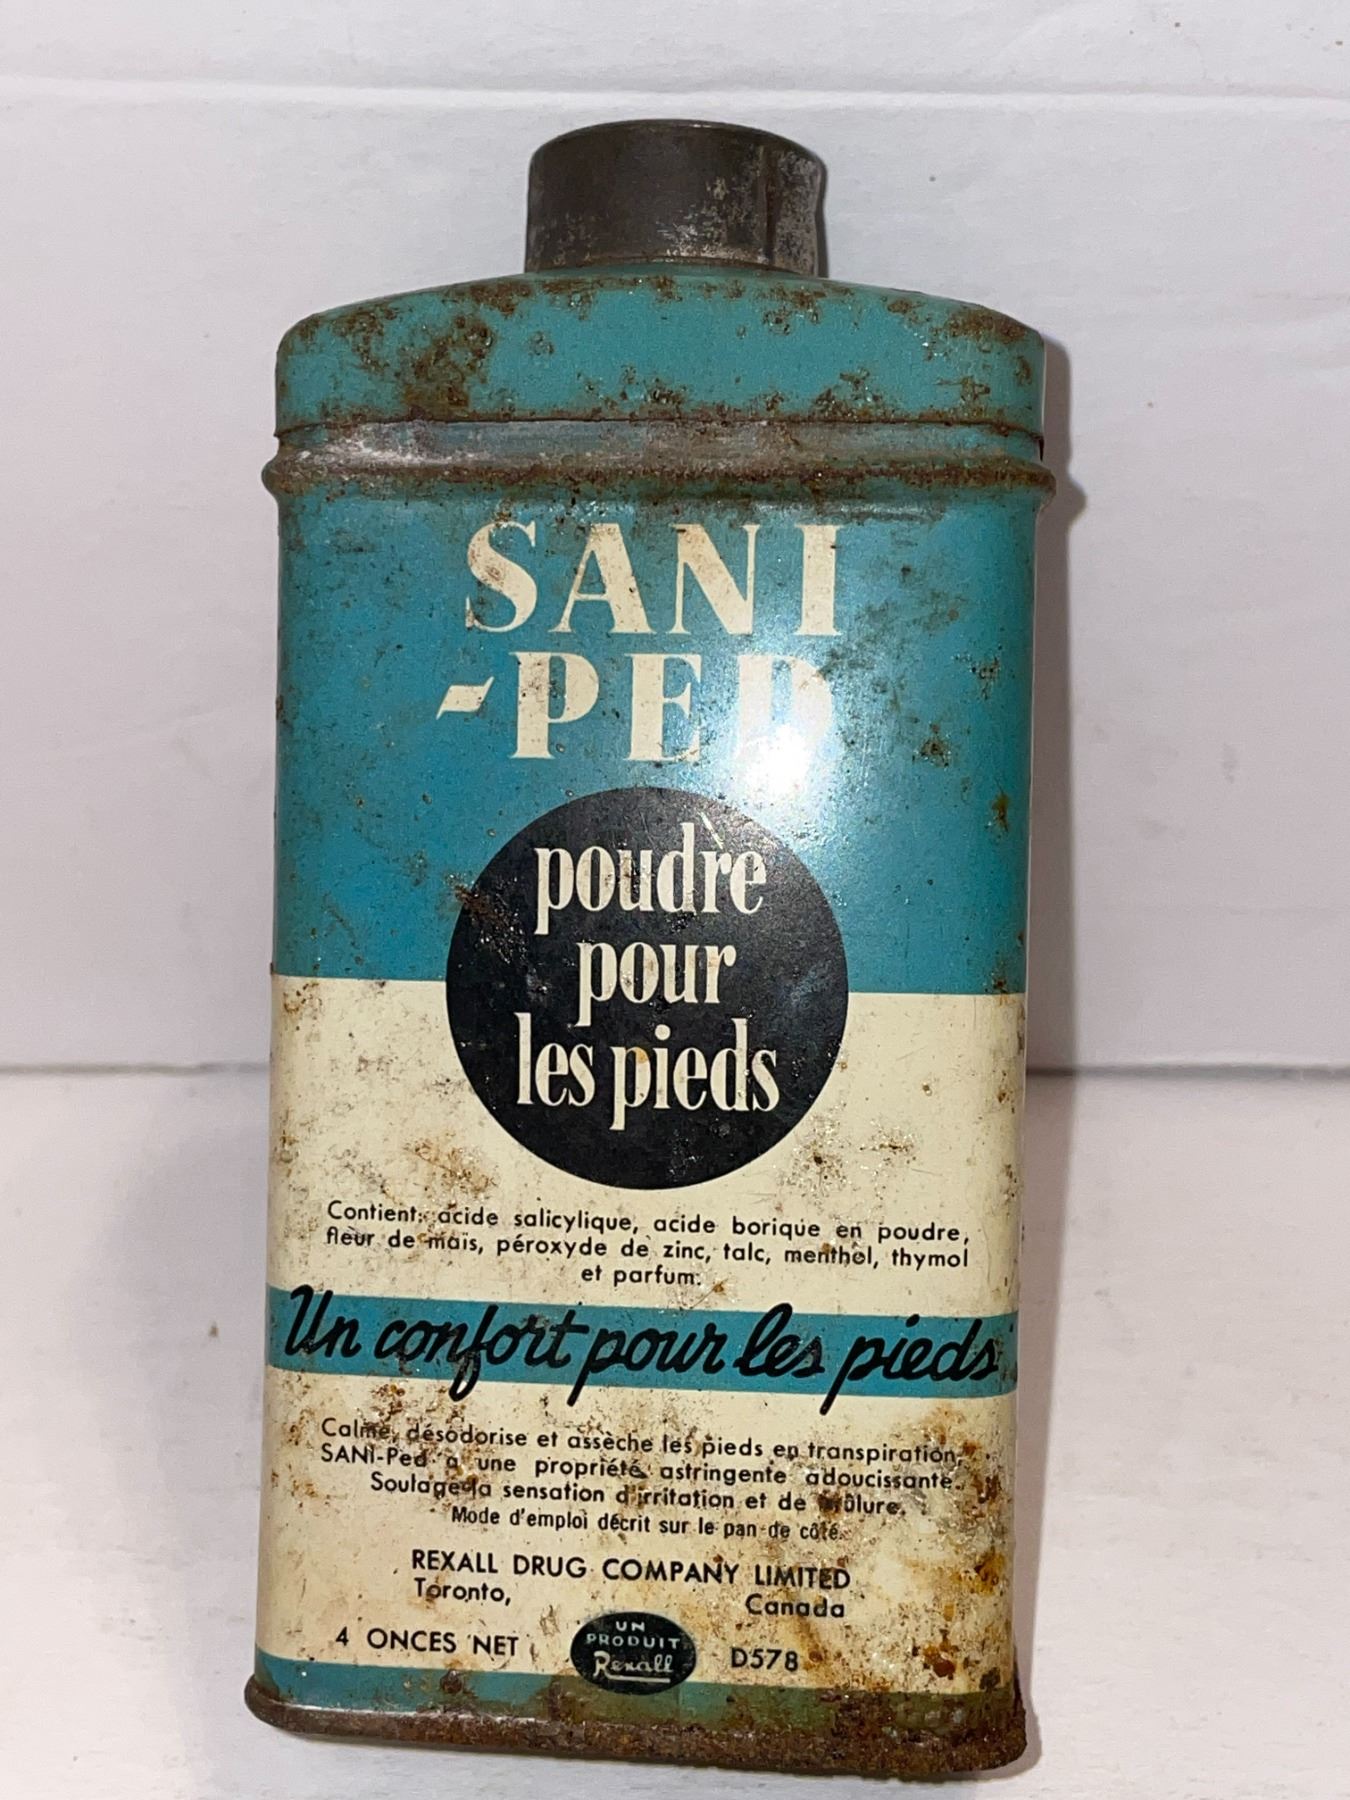 SANI
-PED
poudre
pour
les pieds
Contient: acide salicylique, acide borique en poudre,
fleur de maïs, péroxyde de zinc, talc, menthol, thymol
et parfum.
Un confort pour les pieds
Calme, désodorise et assèche les pieds en transpiration,
SANI-Ped a une propriété astringente adoucissante.
Soulage la sensation d'irritation et de brûlure.
Mode d'emploi décrit sur le pan de côté.
REXALL DRUG COMPANY LIMITED
Toronto, Canada
4 ONCES NET
UN
PRODUIT
Rexall
D578